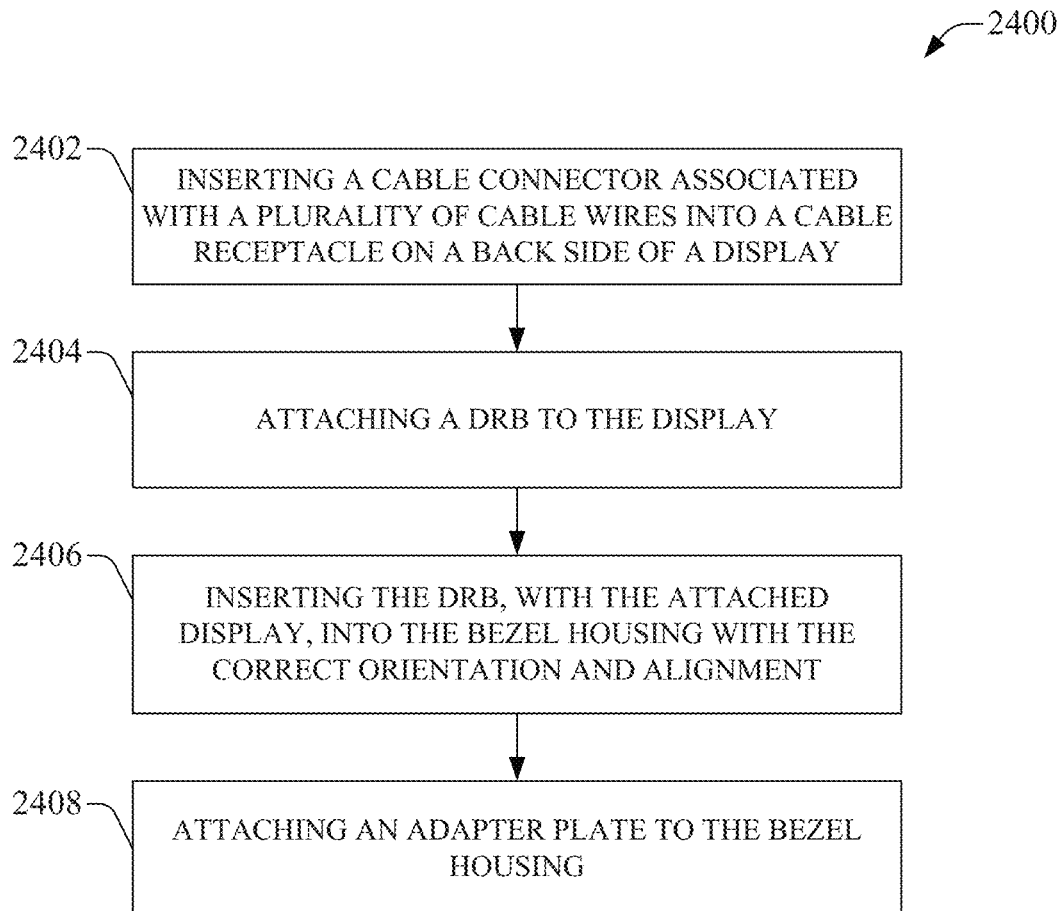 2400
2402
INSERTING A CABLE CONNECTOR ASSOCIATED
WITH A PLURALITY OF CABLE WIRES INTO A CABLE
RECEPTACLE ON A BACK SIDE OF A DISPLAY
2404
ATTACHING A DRB TO THE DISPLAY
2406
INSERTING THE DRB, WITH THE ATTACHED
DISPLAY, INTO THE BEZEL HOUSING WITH THE
CORRECT ORIENTATION AND ALIGNMENT
2408
ATTACHING AN ADAPTER PLATE TO THE BEZEL
HOUSING